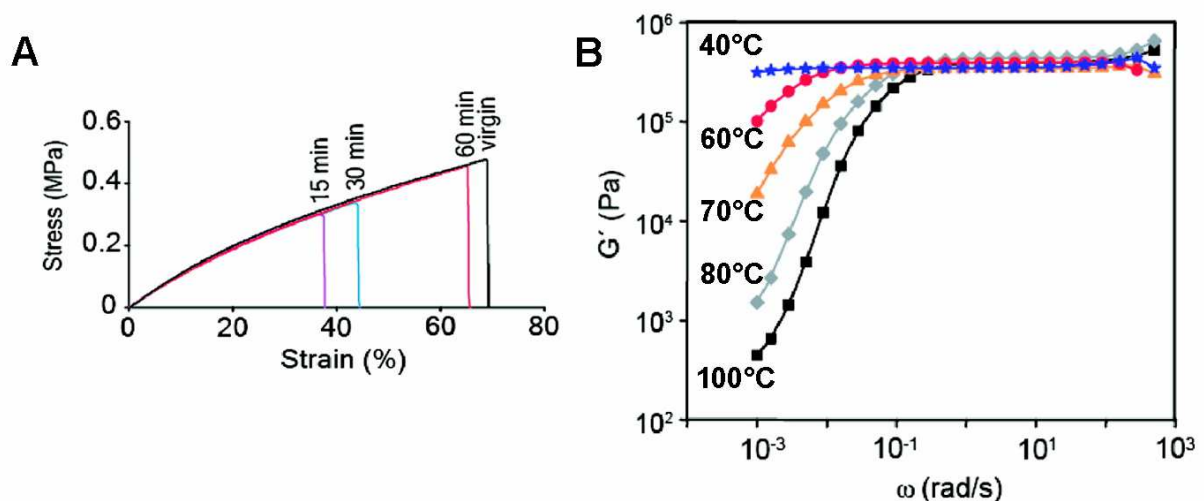 A
Stress (MPa)
0.6
0.4
0.2
0
15 min
30 min
60 min
virgin
0 20 40 60 80
Strain (%)
B
G′ (Pa)
10⁶
10⁵
10⁴
10³
10²
40°C
60°C
70°C
80°C
100°C
10⁻³ 10⁻¹ 10¹ 10³
ω (rad/s)